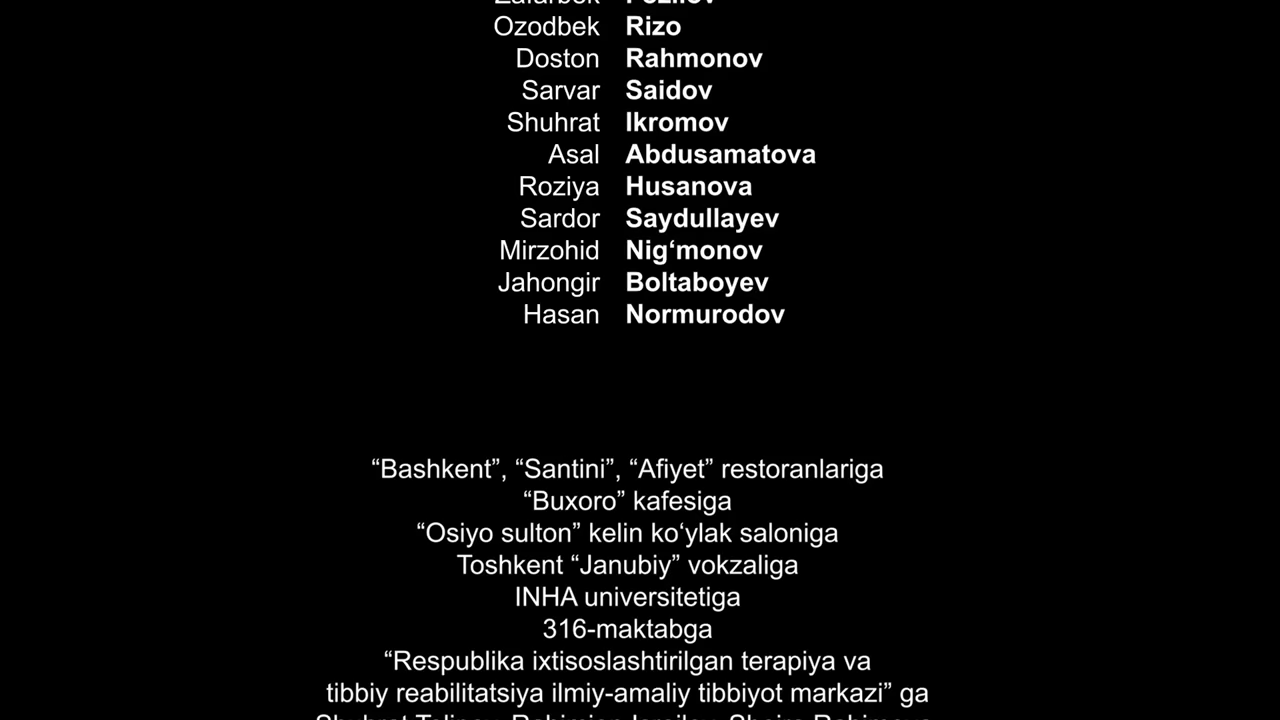 Ozodbek Rizo
Doston Rahmonov
Sarvar Saidov
Shuhrat Ikromov
Asal Abdusamatova
Roziya Husanova
Sardor Saydullayev
Mirzohid Nig‘monov
Jahongir Boltaboyev
Hasan Normurodov
“Bashkent”, “Santini”, “Afiyet” restoranlariga
“Buxoro” kafesiga
“Osiyo sulton” kelin ko‘ylak saloniga
Toshkent “Janubiy” vokzaliga
INHA universitetiga
316-maktabga
“Respublika ixtisoslashtirilgan terapiya va
tibbiy reabilitatsiya ilmiy-amaliy tibbiyot markazi” ga